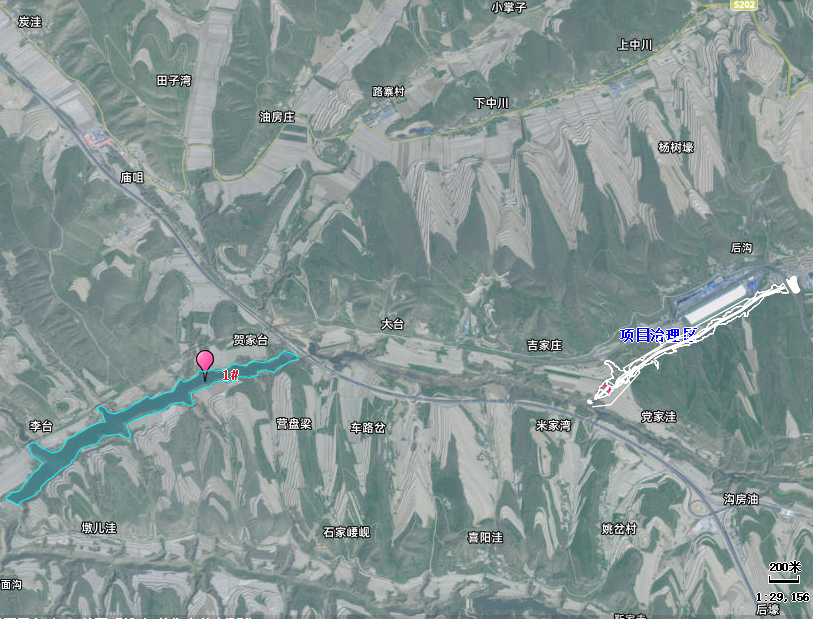 小掌子
S202
炭洼
上中川
田子湾
路寨村
下中川
油房庄
杨树壕
庙咀
后沟
大台
项目治理区
贺家台
吉家庄
1#
李台
营盘梁
车路岔
米家湾
党家洼
沟房油
墩儿洼
石家崾岘
喜阳洼
姚岔村
200米
面沟
1:29,156
后壕